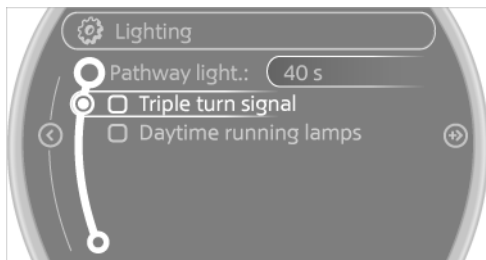 Lighting
Pathway light.: 40 s
Triple turn signal
Daytime running lamps